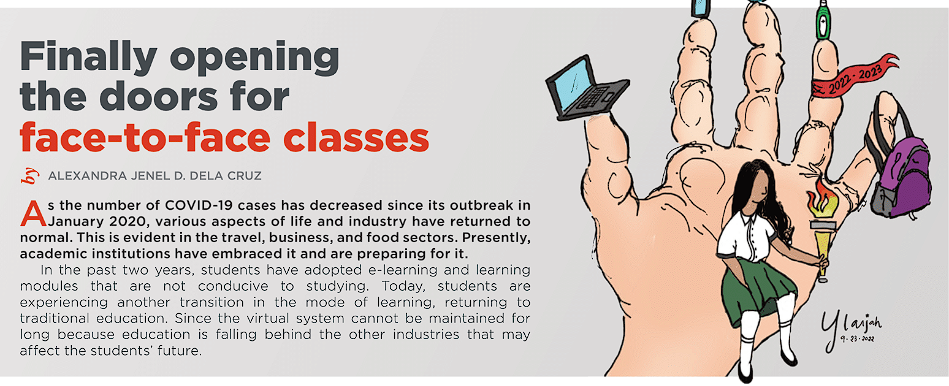 Finally opening
the doors for
face-to-face classes
by ALEXANDRA JENEL D. DELA CRUZ
As the number of COVID-19 cases has decreased since its outbreak in
January 2020, various aspects of life and industry have returned to
normal. This is evident in the travel, business, and food sectors. Presently,
academic institutions have embraced it and are preparing for it.
In the past two years, students have adopted e-learning and learning
modules that are not conducive to studying. Today, students are
experiencing another transition in the mode of learning, returning to
traditional education. Since the virtual system cannot be maintained for
long because education is falling behind the other industries that may
affect the students' future.
2022 - 2023
9-23-2022